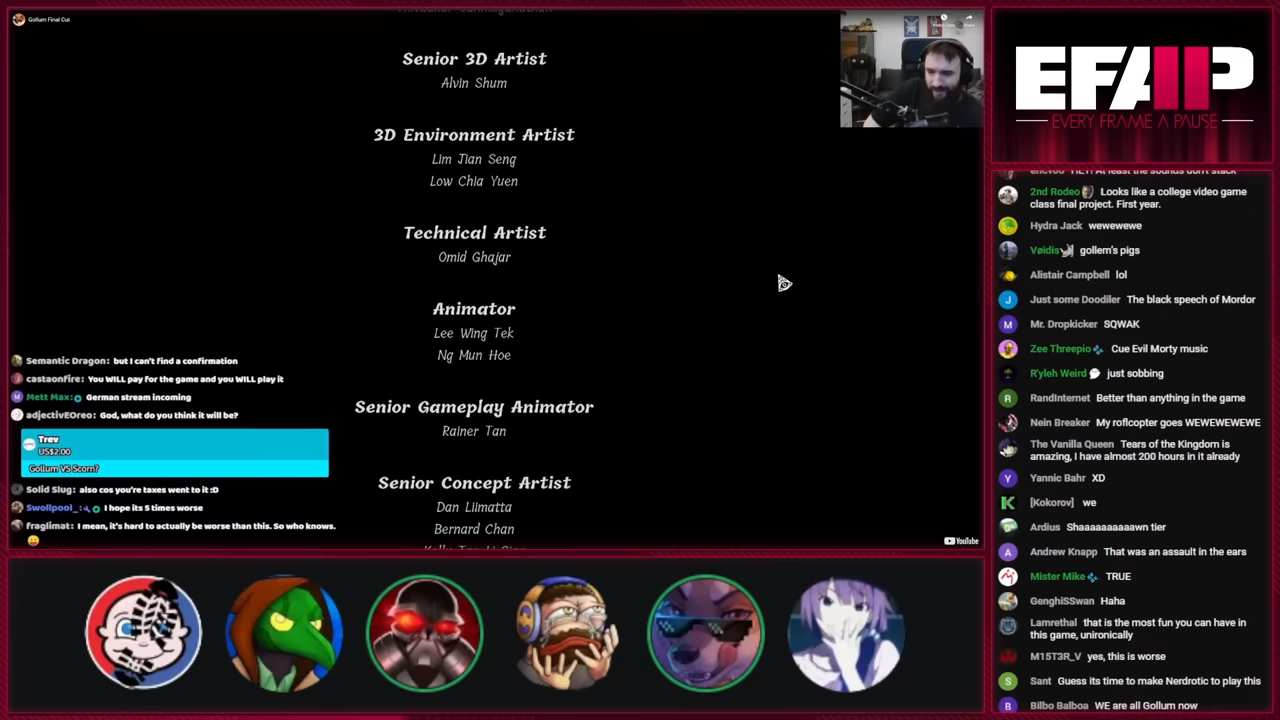 Gollum Final Cut
Senior 3D Artist
Alvin Shum
3D Environment Artist
Lim Jian Seng
Low Chia Yuen
Technical Artist
Omid Ghajar
Animator
Lee Wing Tek
Ng Mun Hoe
Senior Gameplay Animator
Rainer Tan
Senior Concept Artist
Dan Liimatta
Bernard Chan
YouTube
Semantic Dragon: but I can't find a confirmation
castaonfire: You WILL pay for the game and you WILL play it
Mett Max: German stream incoming
adjectivEOreo: God, what do you think it will be?
Trev
US$2.00
Gollum VS Scorn?
Solid Slug: also cos you're taxes went to it :D
Swollpool_: I hope its 5 times worse
fraglimat: I mean, it's hard to actually be worse than this. So who knows.
EFAP
EVERY FRAME A PAUSE
HEY! At least the sounds don't stack
2nd Rodeo Looks like a college video game
class final project. First year.
Hydra Jack wewewewe
Vøidis gollem's pigs
Alistair Campbell lol
Just some Doodiler The black speech of Mordor
Mr. Dropkicker SQWAK
Zee Threepio Cue Evil Morty music
R'yleh Weird just sobbing
RandInternet Better than anything in the game
Nein Breaker My roflcopter goes WEWEWEWEWE
The Vanilla Queen Tears of the Kingdom is
amazing, I have almost 200 hours in it already
Yannic Bahr XD
[Kokorov] we
Ardius Shaaaaaaaaawn tier
Andrew Knapp That was an assault in the ears
Mister Mike TRUE
GenghiSSwan Haha
Lamrethal that is the most fun you can have in
this game, unironically
M15T3R_V yes, this is worse
Sant Guess its time to make Nerdrotic to play this
Bilbo Balboa WE are all Gollum now